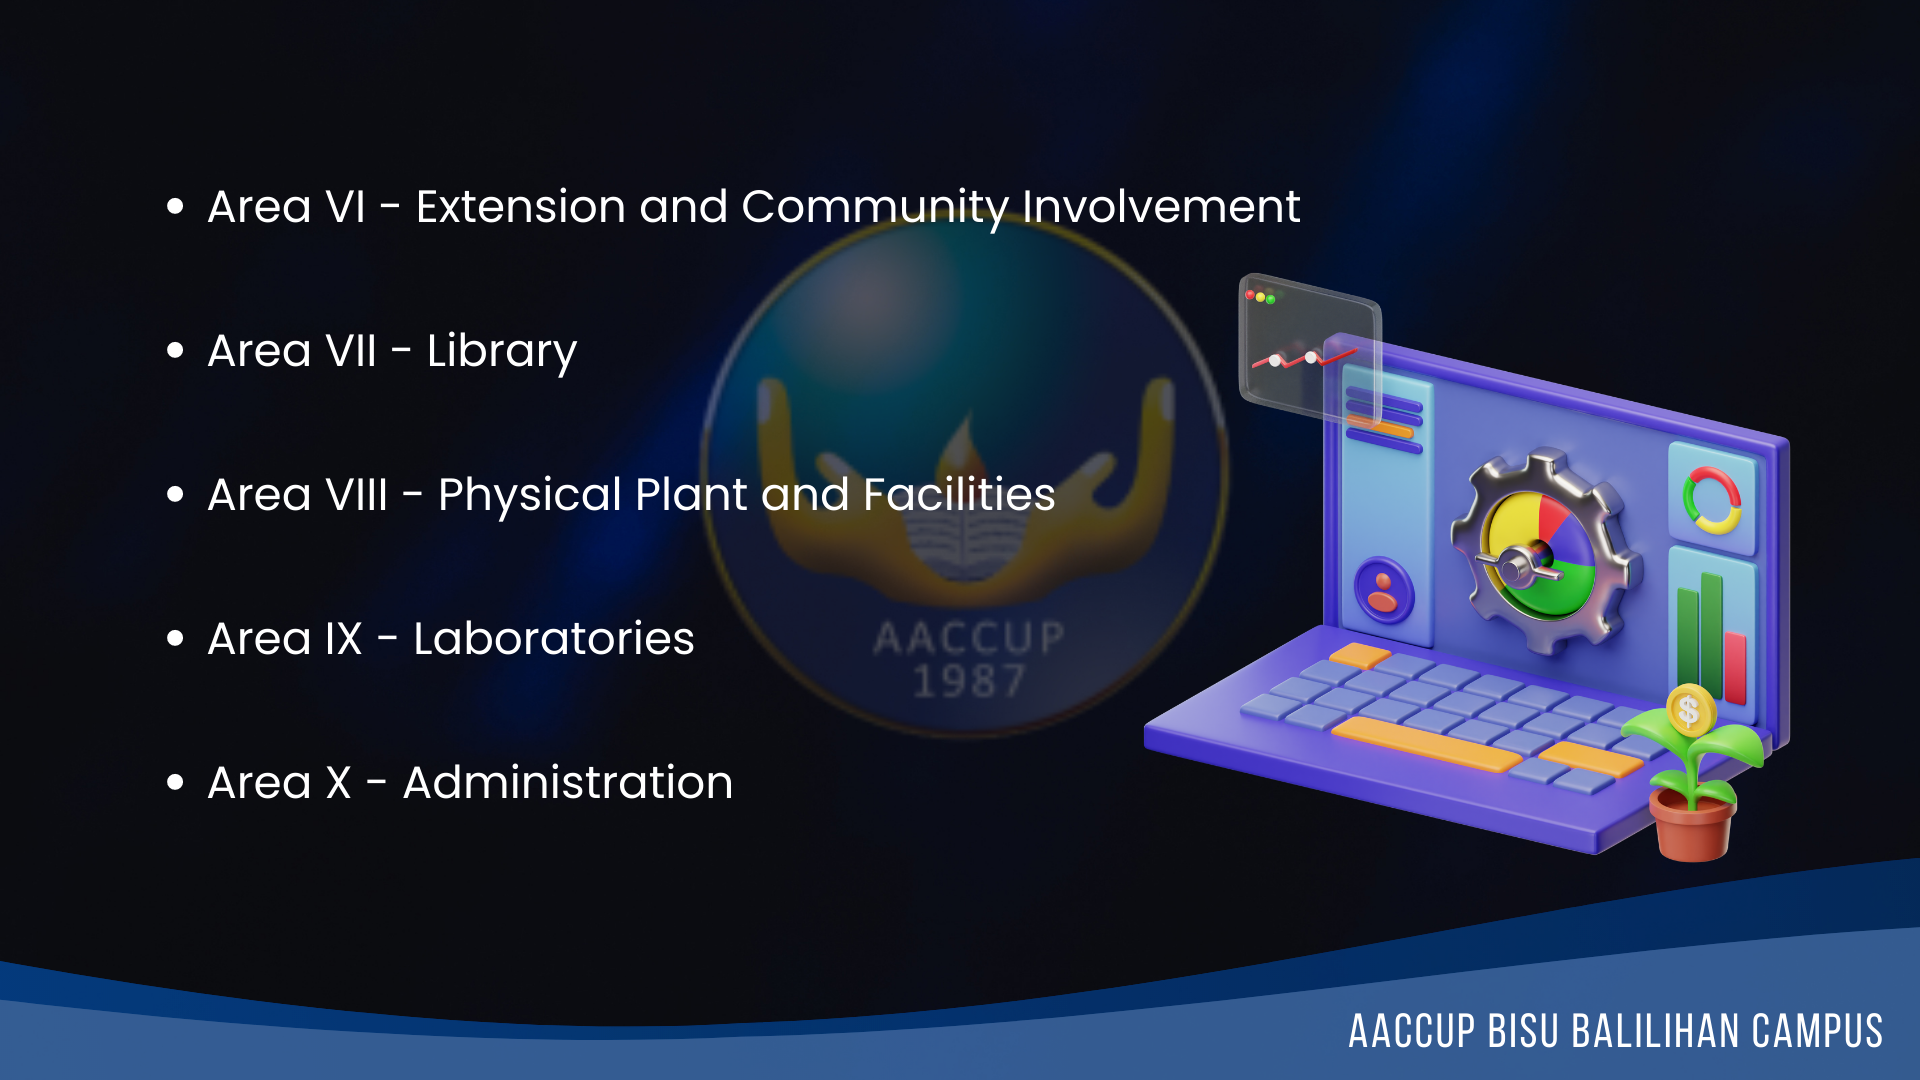 • Area VI - Extension and Community Involvement
• Area VII - Library
• Area VIII - Physical Plant and Facilities
• Area IX - Laboratories
• Area X - Administration
AACCUP
1987
$
AACCUP BISU BALILIHAN CAMPUS